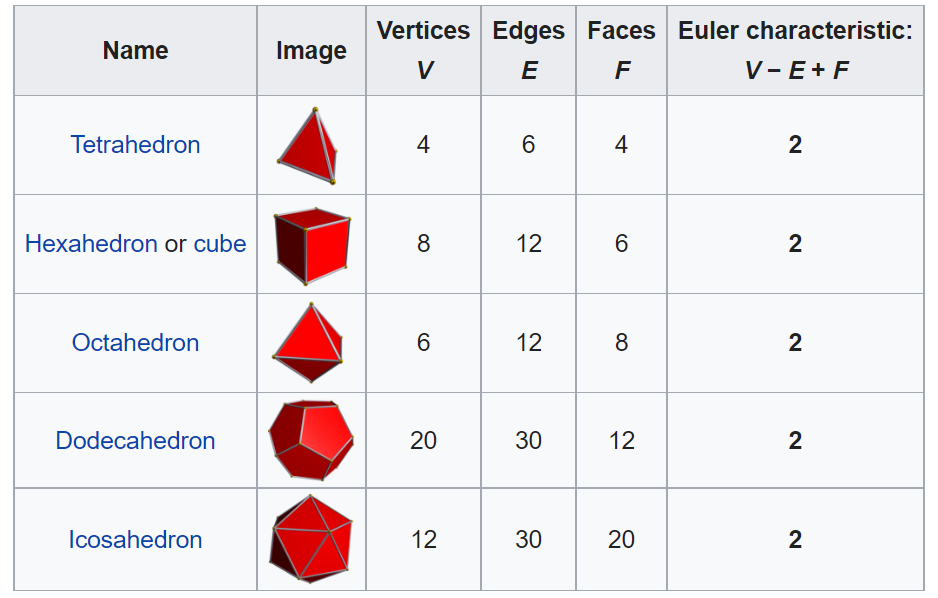 Name Image Vertices V Edges E Faces F Euler characteristic: V − E + F
Tetrahedron 4 6 4 2
Hexahedron or cube 8 12 6 2
Octahedron 6 12 8 2
Dodecahedron 20 30 12 2
Icosahedron 12 30 20 2